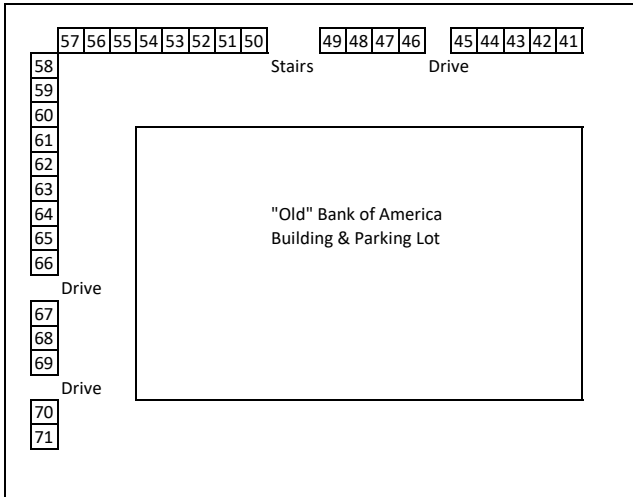 57 56 55 54 53 52 51 50 49 48 47 46 45 44 43 42 41
58 Stairs Drive
59
60
61
62
63
64 "Old" Bank of America
65 Building & Parking Lot
66
Drive
67
68
69
Drive
70
71